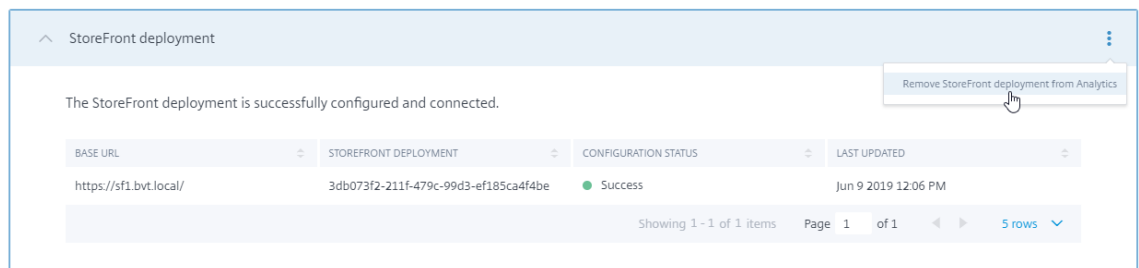 StoreFront deployment
Remove StoreFront deployment from Analytics
The StoreFront deployment is successfully configured and connected.
BASE URL STOREFRONT DEPLOYMENT CONFIGURATION STATUS LAST UPDATED
https://sf1.bvt.local/ 3db073f2-211f-479c-99d3-ef185ca4f4be Success Jun 9 2019 12:06 PM
Showing 1 - 1 of 1 items Page 1 of 1 5 rows